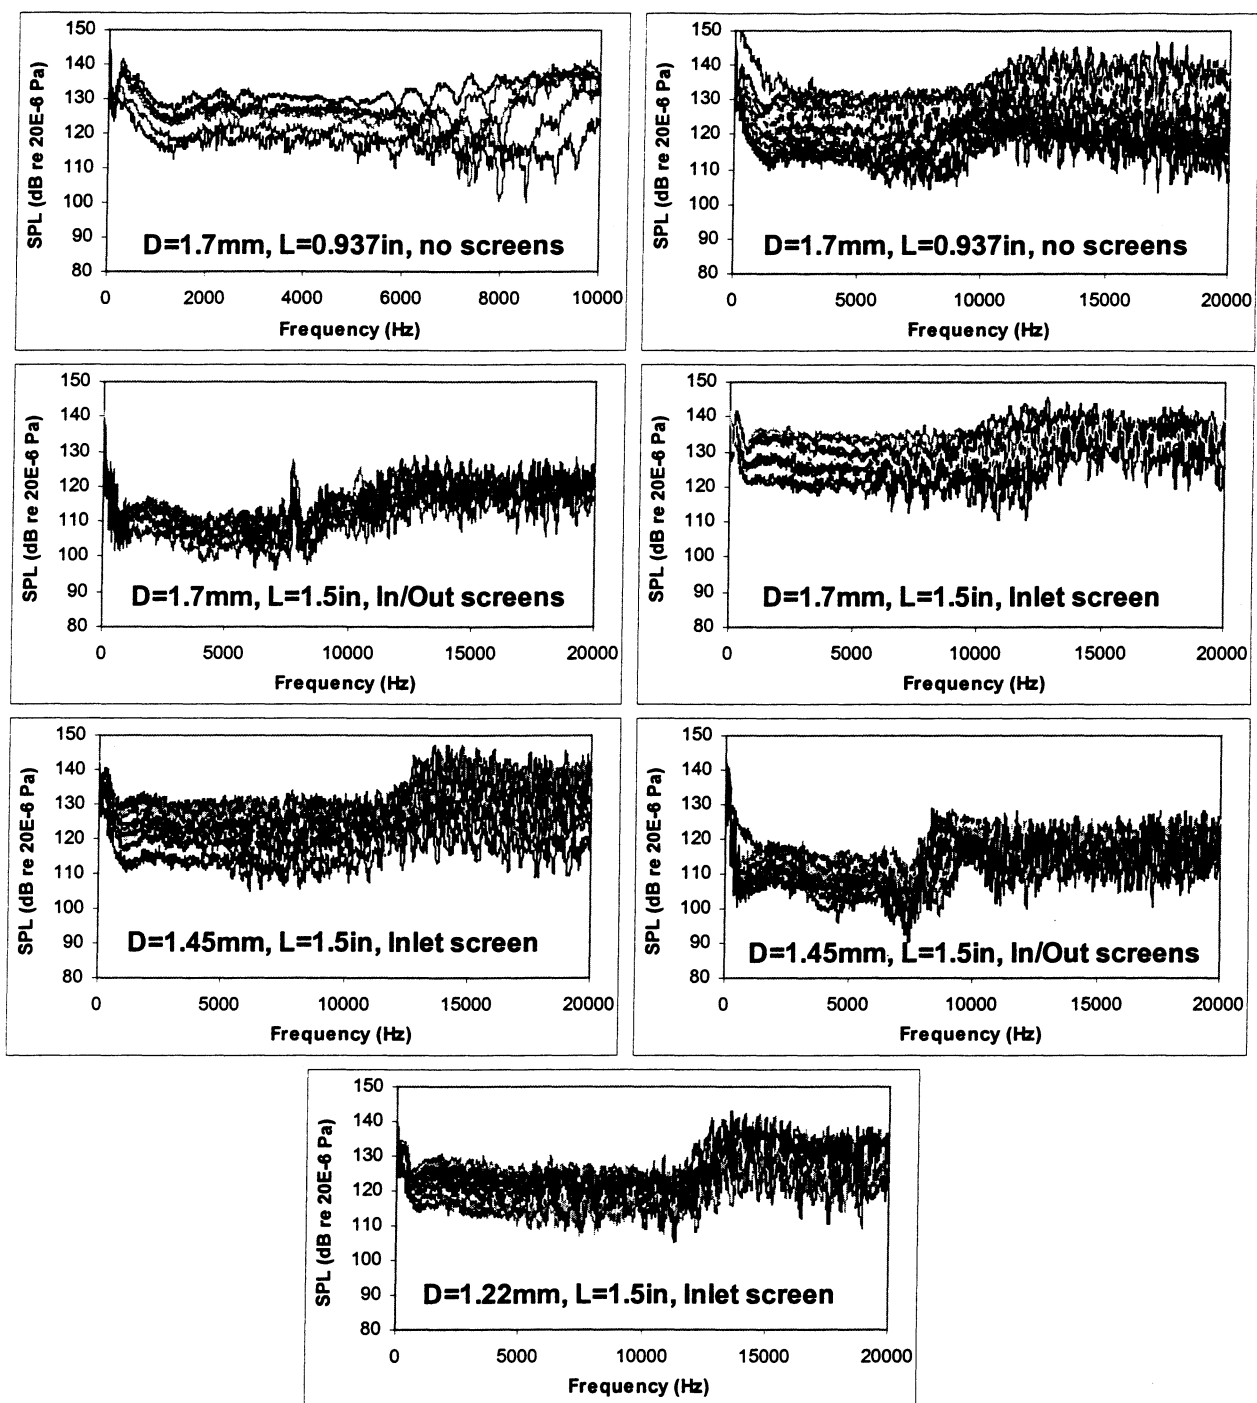 SPL (dB re 20E-6 Pa)
150
140
130
120
110
100
90
80
D=1.7mm, L=0.937in, no screens
0 2000 4000 6000 8000 10000
Frequency (Hz)
SPL (dB re 20E-6 Pa)
150
140
130
120
110
100
90
80
D=1.7mm, L=0.937in, no screens
0 5000 10000 15000 20000
Frequency (Hz)
SPL (dB re 20E-6 Pa)
150
140
130
120
110
100
90
80
D=1.7mm, L=1.5in, In/Out screens
0 5000 10000 15000 20000
Frequency (Hz)
SPL (dB re 20E-6 Pa)
150
140
130
120
110
100
90
80
D=1.7mm, L=1.5in, Inlet screen
0 5000 10000 15000 20000
Frequency (Hz)
SPL (dB re 20E-6 Pa)
150
140
130
120
110
100
90
80
D=1.45mm, L=1.5in, Inlet screen
0 5000 10000 15000 20000
Frequency (Hz)
SPL (dB re 20E-6 Pa)
150
140
130
120
110
100
90
80
D=1.45mm, L=1.5in, In/Out screens
0 5000 10000 15000 20000
Frequency (Hz)
SPL (dB re 20E-6 Pa)
150
140
130
120
110
100
90
80
D=1.22mm, L=1.5in, Inlet screen
0 5000 10000 15000 20000
Frequency (Hz)